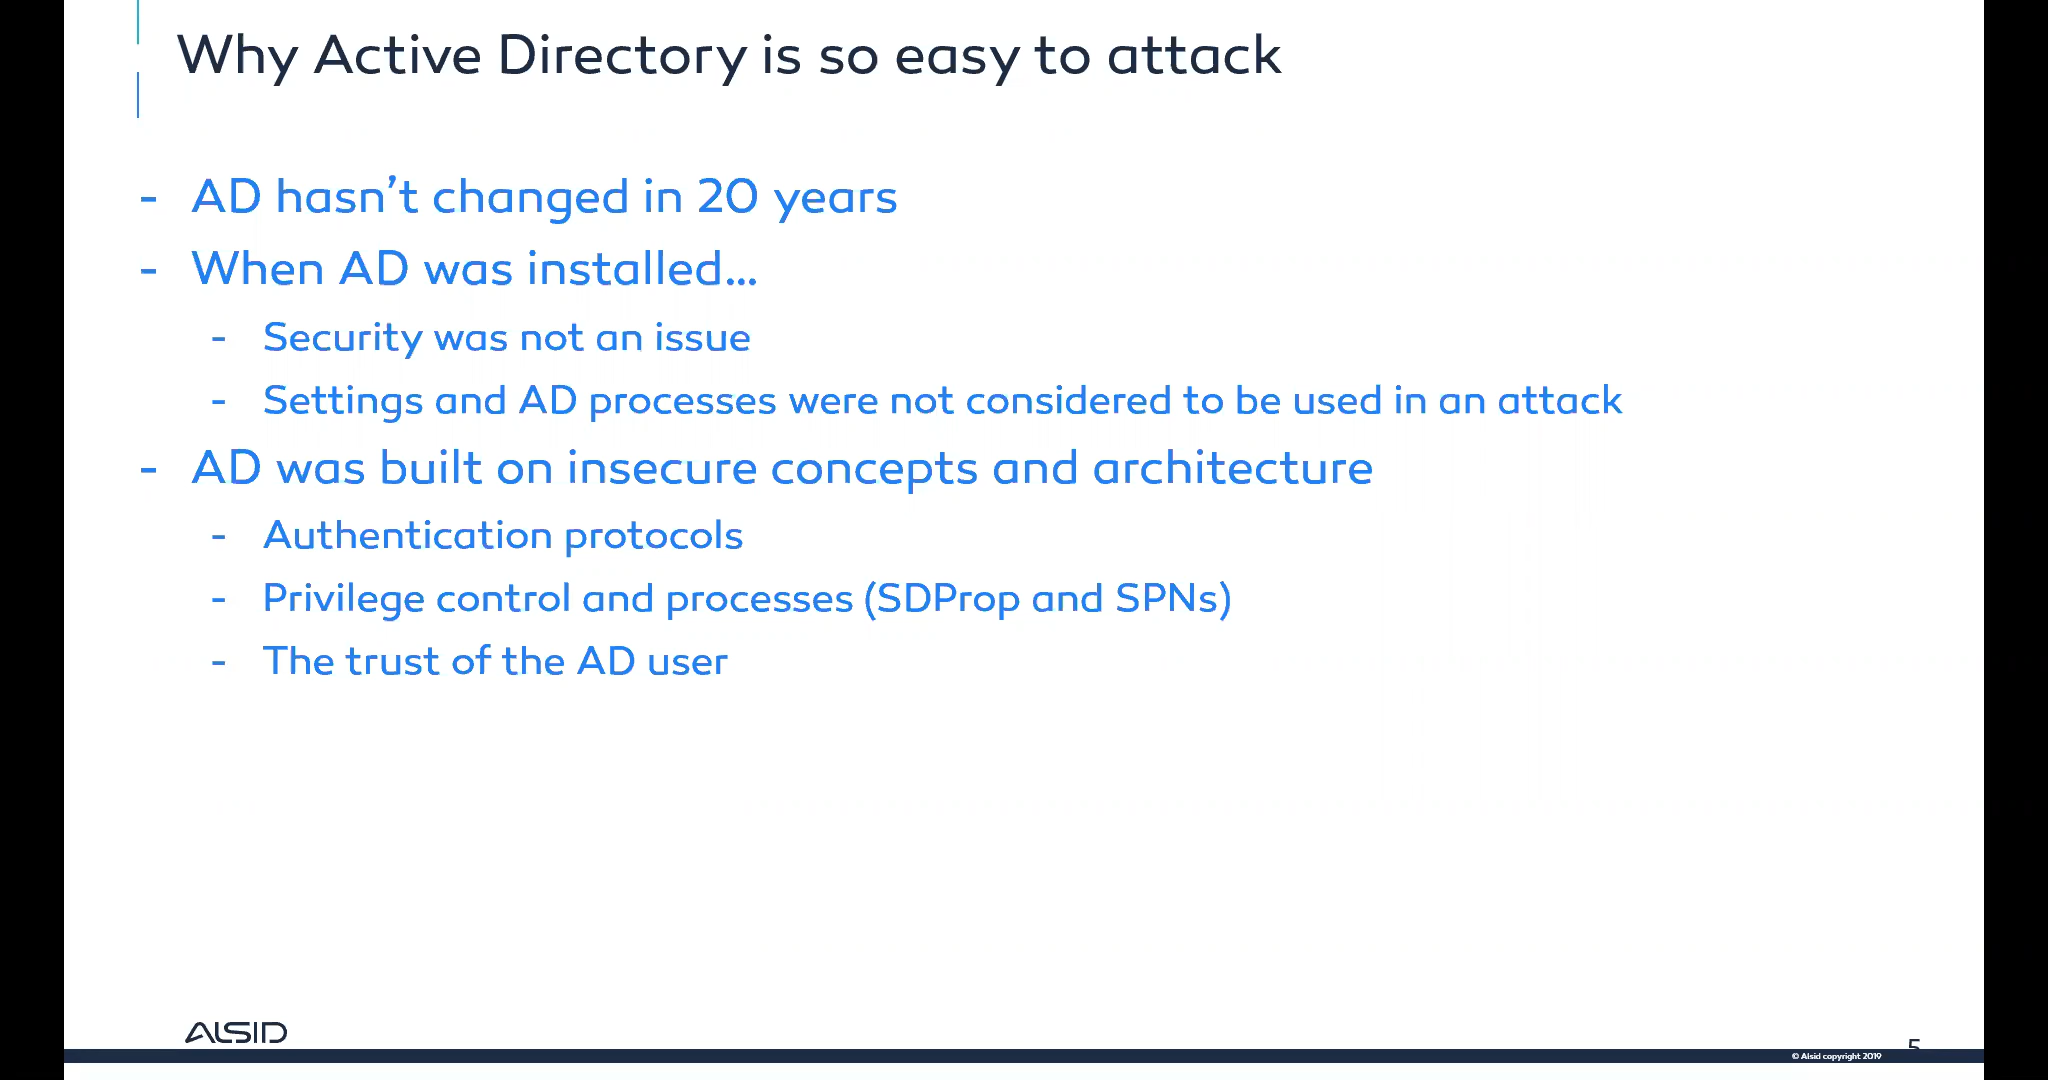 Why Active Directory is so easy to attack
- AD hasn’t changed in 20 years
- When AD was installed...
- Security was not an issue
- Settings and AD processes were not considered to be used in an attack
- AD was built on insecure concepts and architecture
- Authentication protocols
- Privilege control and processes (SDProp and SPNs)
- The trust of the AD user
ALSID
5
© Alsid copyright 2019